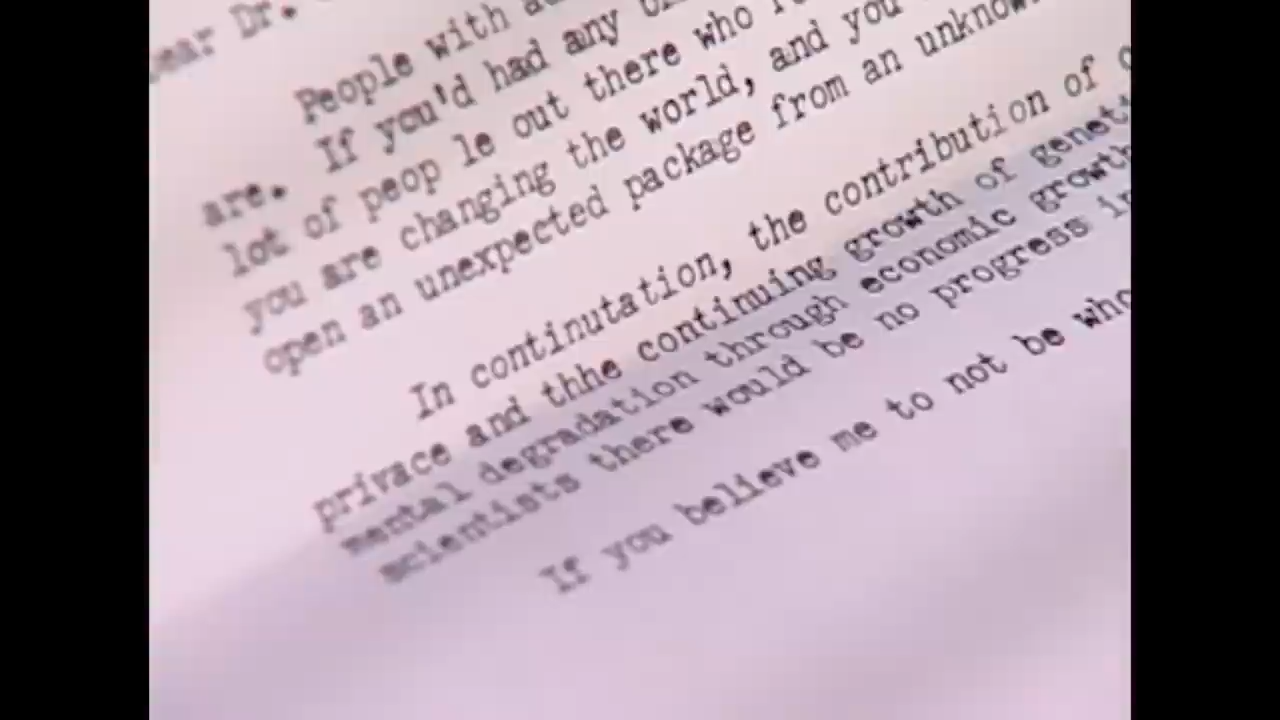 Dear Dr.
People with
If you'd had any
are.
lot of peop le out there who
you are changing the world, and you
open an unexpected package from an unknown
In continutation, the contribution of
privace and thhe continuing growth of
mental degradation through economic growth
scientists there would be no progress
If you believe me to not be